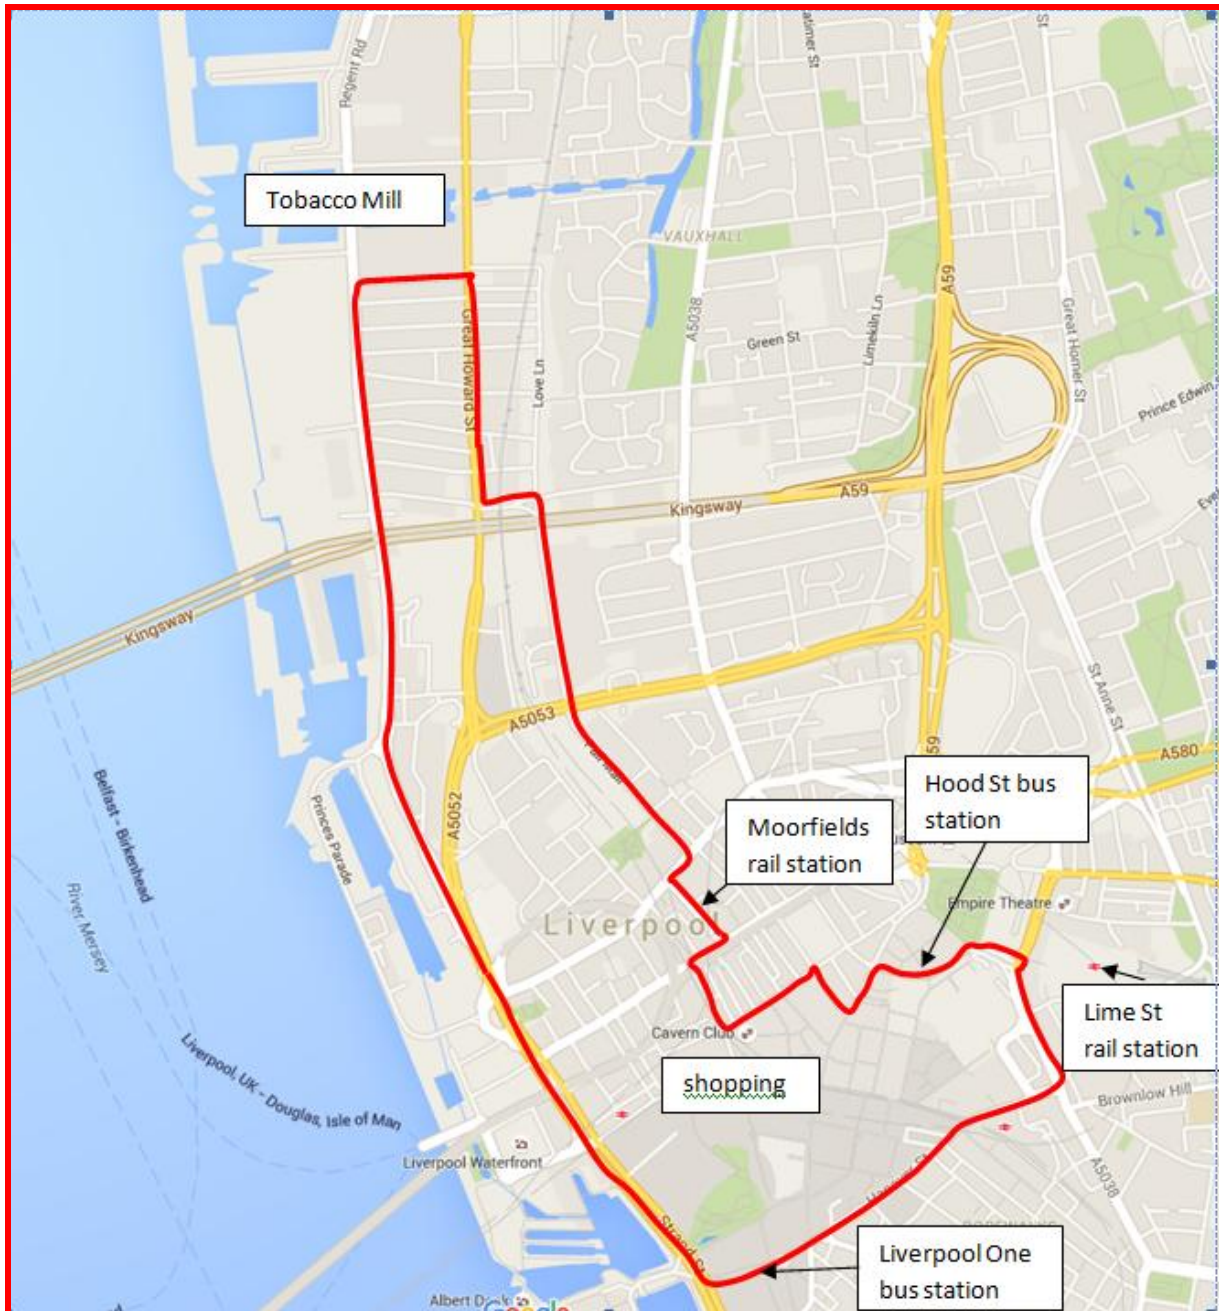 Regent Rd
St
Tobacco Mill
VAUXHALL
A5038
Great Howard St
Love Ln
Green St
Limekiln Ln
A59
Great Homer St
Prince Edwin
Kingsway
A59
Kingsway
A5053
St Anne St
A580
A5052
Belfast - Birkenhead
Princes Parade
River Mersey
Hood St bus
station
Moorfields
rail station
Liverpool
Empire Theatre
Lime St
rail station
Cavern Club
shopping
Brownlow Hill
Liverpool, UK - Douglas, Isle of Man
Liverpool Waterfront
A5038
Strand St
Liverpool One
bus station